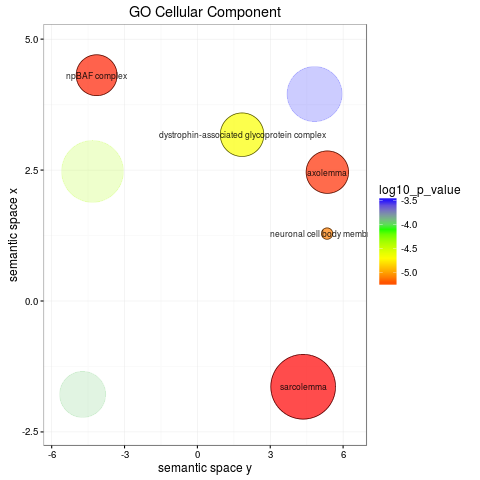 GO Cellular Component
5.0
npBAF complex
dystrophin-associated glycoprotein complex
2.5
axolemma
log10_p_value
-3.5
-4.0
-4.5
-5.0
semantic space x
neuronal cell body memb
0.0
sarcolemma
-2.5
-6
-3
0
3
6
semantic space y